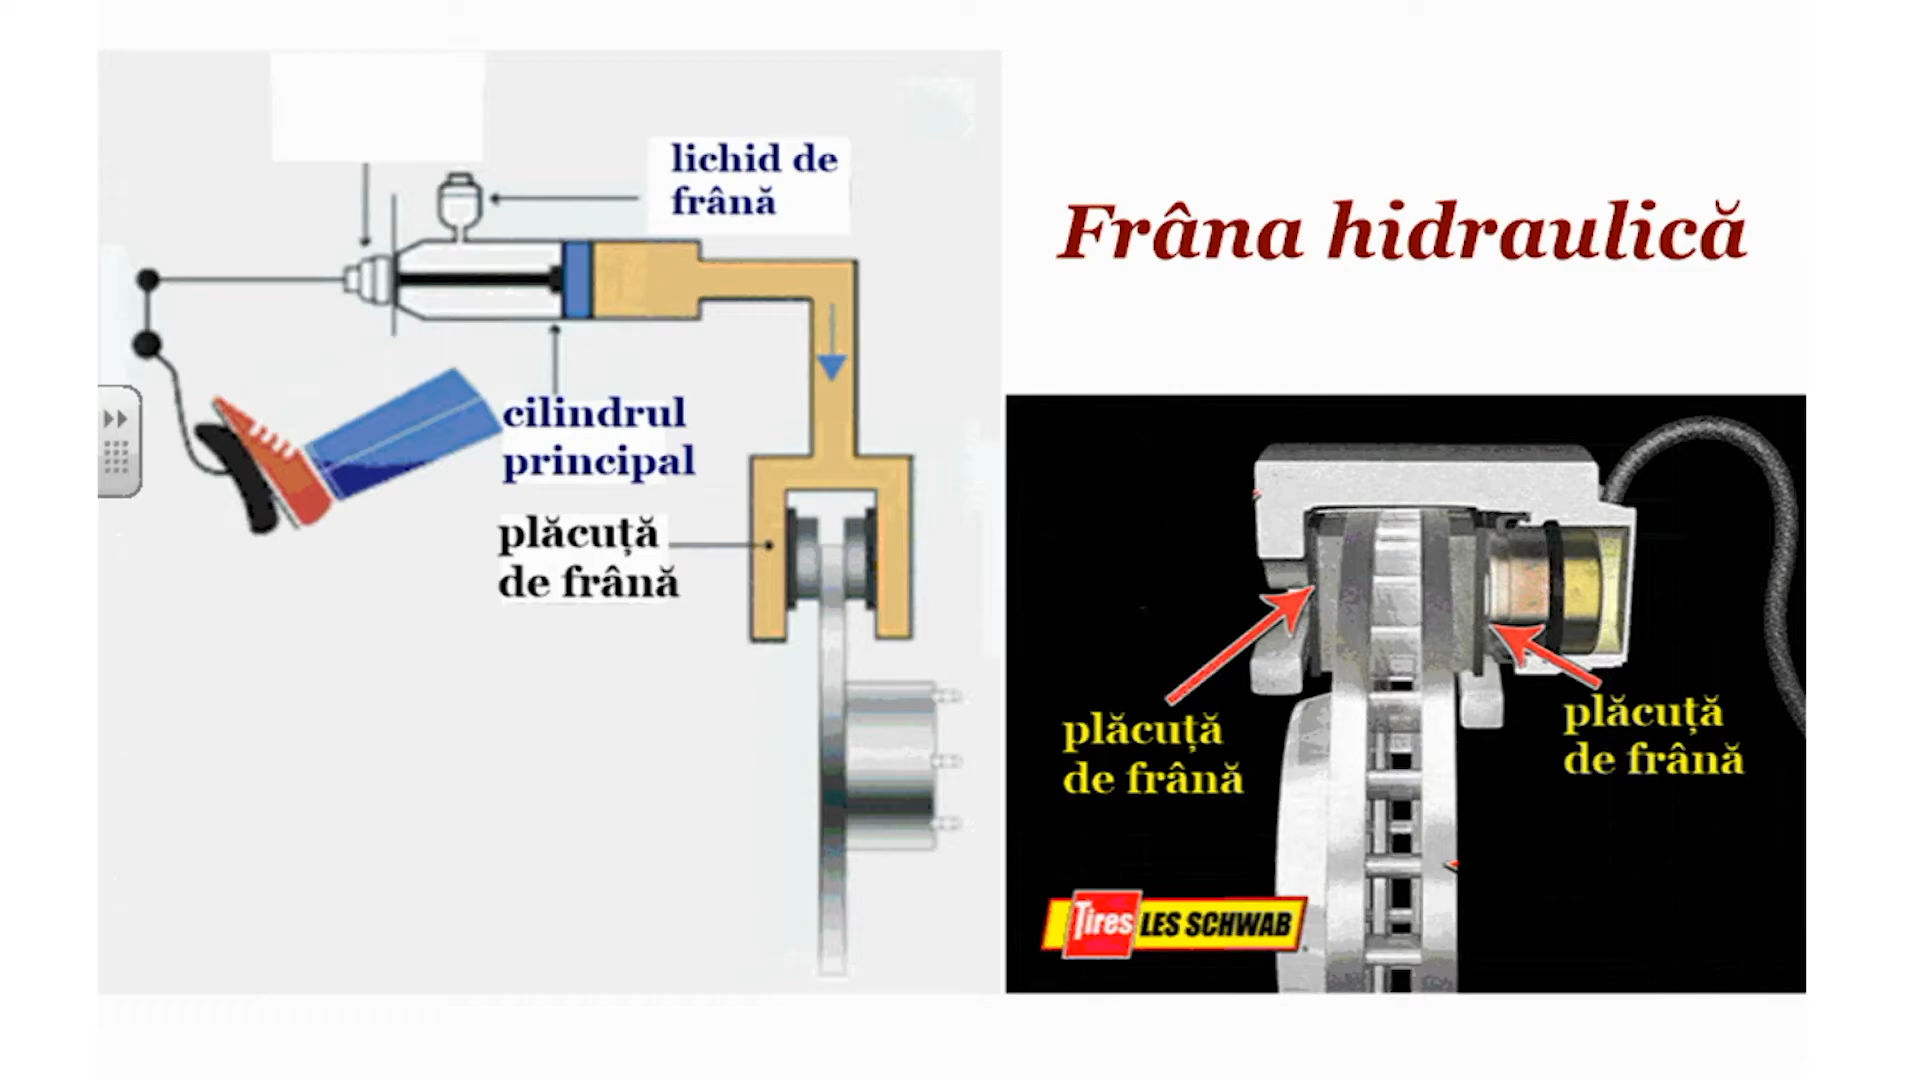 lichid de
frână
cilindrul
principal
plăcuță
de frână
Frâna hidraulică
plăcuță
de frână
plăcuță
de frână
Tires LES SCHWAB